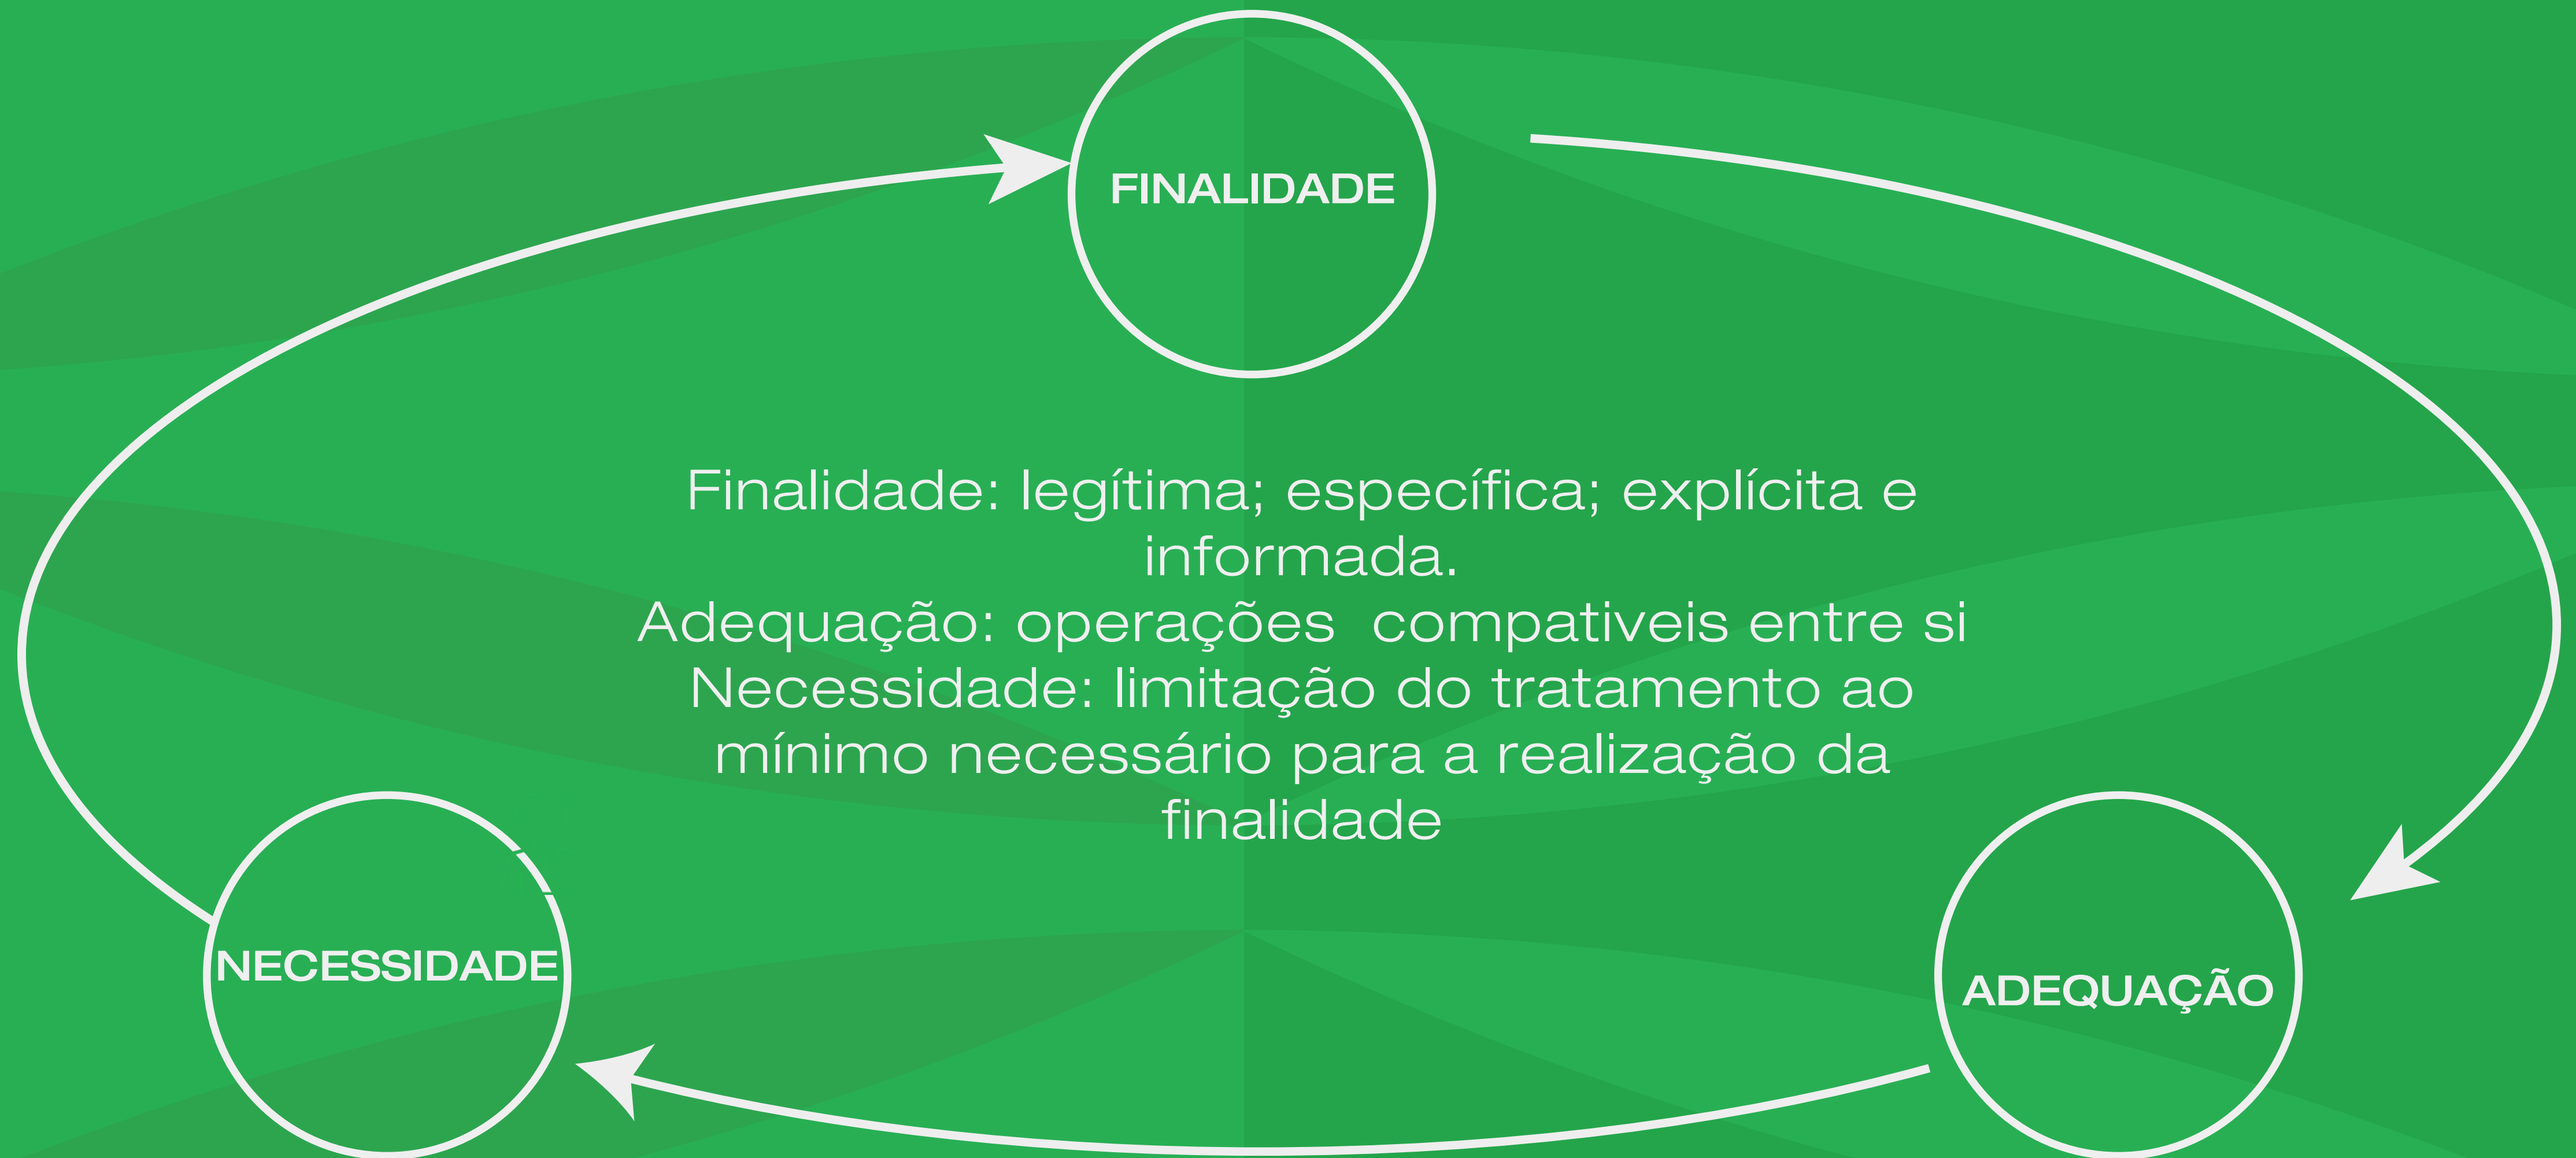 FINALIDADE
Finalidade: legítima; específica; explícita e
informada.
Adequação: operações  compativeis entre si
Necessidade: limitação do tratamento ao
mínimo necessário para a realização da
finalidade
NECESSIDADE
ADEQUAÇÃO